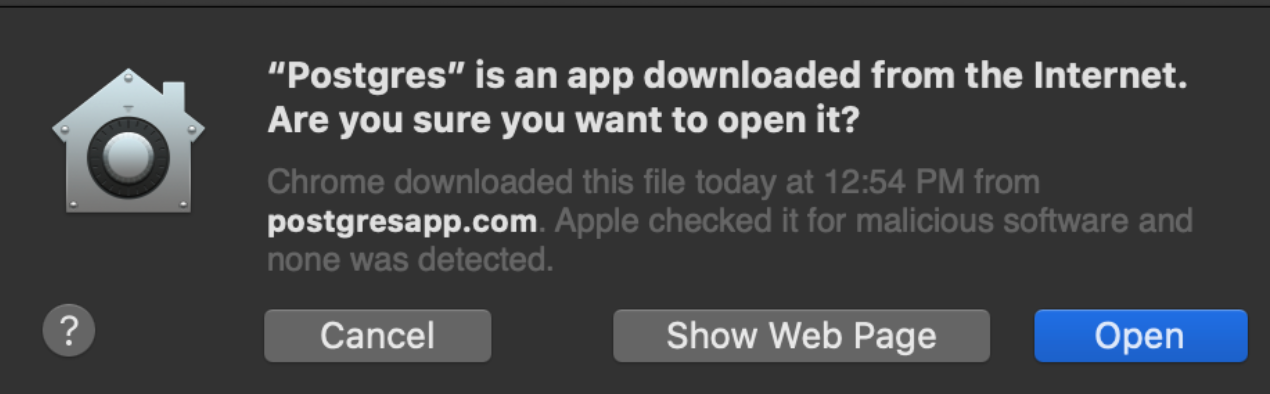 “Postgres” is an app downloaded from the Internet.
Are you sure you want to open it?
Chrome downloaded this file today at 12:54 PM from
postgresapp.com. Apple checked it for malicious software and
none was detected.
?
Cancel
Show Web Page
Open